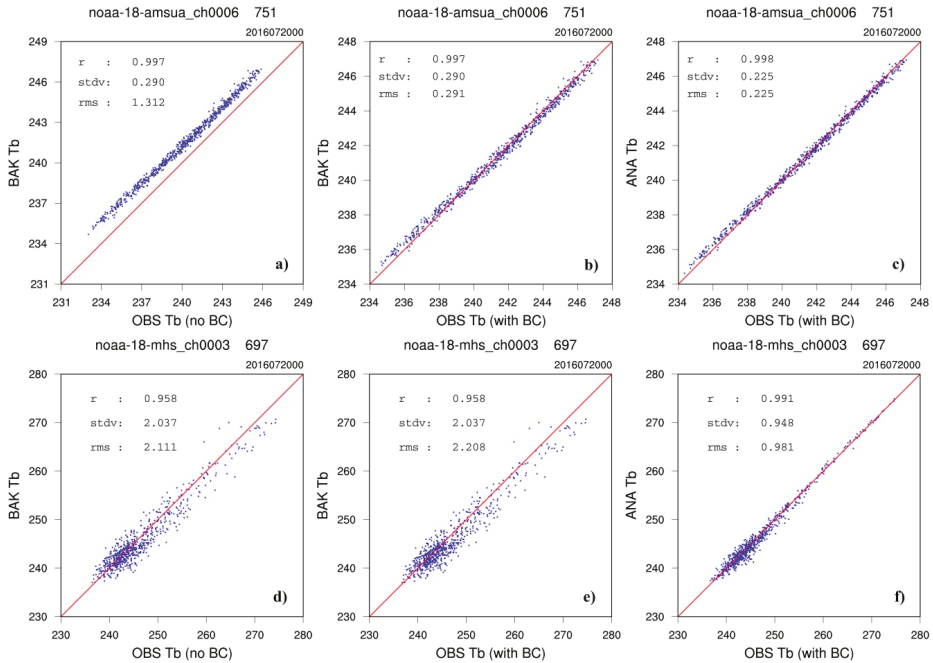 noaa-18-amsua_ch0006 751
2016072000
249
246
243
240
237
234
231
BAK Tb
r : 0.997
stdv: 0.290
rms : 1.312
a)
231 234 237 240 243 246 249
OBS Tb (no BC)
noaa-18-amsua_ch0006 751
2016072000
248
246
244
242
240
238
236
234
BAK Tb
r : 0.997
stdv: 0.290
rms : 0.291
b)
234 236 238 240 242 244 246 248
OBS Tb (with BC)
noaa-18-amsua_ch0006 751
2016072000
248
246
244
242
240
238
236
234
ANA Tb
r : 0.998
stdv: 0.225
rms : 0.225
c)
234 236 238 240 242 244 246 248
OBS Tb (with BC)
noaa-18-mhs_ch0003 697
2016072000
280
270
260
250
240
230
BAK Tb
r : 0.958
stdv: 2.037
rms : 2.111
d)
230 240 250 260 270 280
OBS Tb (no BC)
noaa-18-mhs_ch0003 697
2016072000
280
270
260
250
240
230
BAK Tb
r : 0.958
stdv: 2.037
rms : 2.208
e)
230 240 250 260 270 280
OBS Tb (with BC)
noaa-18-mhs_ch0003 697
2016072000
280
270
260
250
240
230
ANA Tb
r : 0.991
stdv: 0.948
rms : 0.981
f)
230 240 250 260 270 280
OBS Tb (with BC)